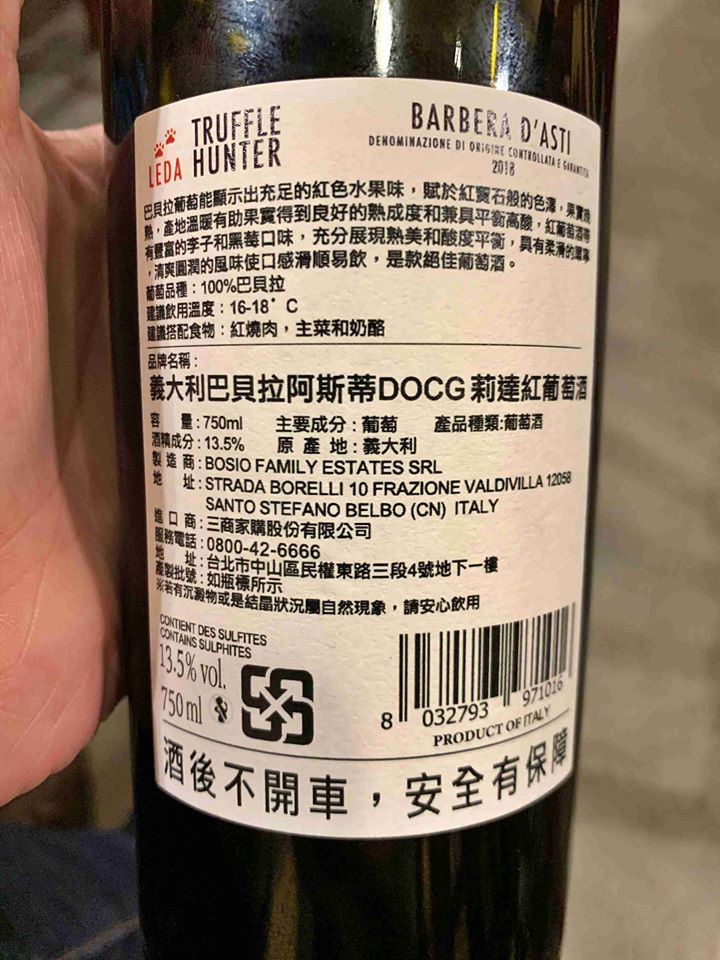 LEDA TRUFFLE HUNTER
BARBERA D'ASTI
DENOMINAZIONE DI ORIGINE CONTROLLATA E GARANTITA
2018
巴貝拉葡萄能顯示出充足的紅色水果味，賦於紅寶石般的色澤，果實
熟，產地溫暖有助果實得到良好的熟成度和兼具平衡高酸，紅葡萄酒帶
有豐富的李子和黑莓口味，充分展現熟美和酸度平衡，具有柔滑的單寧
，清爽圓潤的風味使口感滑順易飲，是款絕佳葡萄酒。
葡萄品種：100%巴貝拉
建議飲用溫度：16-18°C
建議搭配食物：紅燒肉，主菜和奶酪
品牌名稱：
義大利巴貝拉阿斯蒂DOCG 莉達紅葡萄酒
容量：750ml 主要成分：葡萄 產品種類:葡萄酒
酒精成分：13.5% 原產地：義大利
製造商：BOSIO FAMILY ESTATES SRL
地址：STRADA BORELLI 10 FRAZIONE VALDIVILLA 12058
SANTO STEFANO BELBO (CN) ITALY
進口商：三商家購股份有限公司
服務電話：0800-42-6666
地址：台北市中山區民權東路三段4號地下一樓
產製批號：如瓶標所示
※若有沉澱物或是結晶狀況屬自然現象，請安心飲用
CONTIENT DES SULFITES
CONTAINS SULPHITES
13.5% vol.
750 ml
8 032793 971016
PRODUCT OF ITALY
酒後不開車，安全有保障